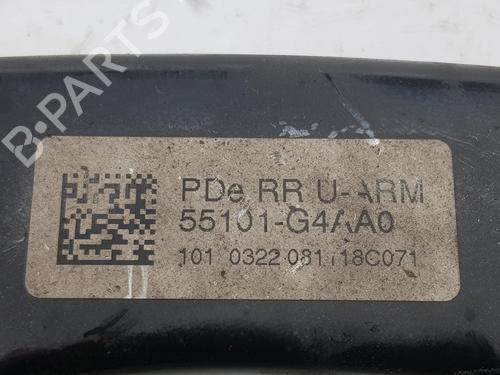 B-PARTS
PDe RR U-ARM
55101-G4AA0
101 0322 081 18C071